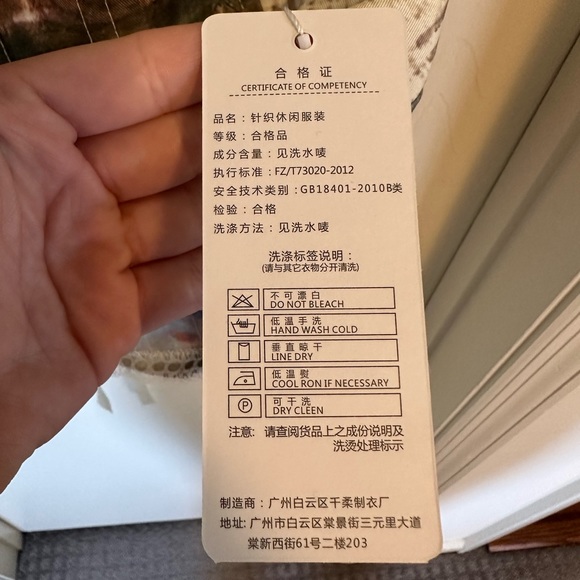 合格证
CERTIFICATE OF COMPETENCY
品名：针织休闲服装
等级：合格品
成分含量：见洗水唛
执行标准：FZ/T73020-2012
安全技术类别：GB18401-2010B类
检验：合格
洗涤方法：见洗水唛
洗涤标签说明：
(请与其它衣物分开清洗)
不可漂白
DO NOT BLEACH
低温手洗
HAND WASH COLD
垂直晾干
LINE DRY
低温熨
COOL RON IF NECESSARY
P
可干洗
DRY CLEEN
注意: 请查阅货品上之成份说明及
洗烫处理标示
制造商：广州白云区千柔制衣厂
地址: 广州市白云区棠景街三元里大道
棠新西街61号二楼203